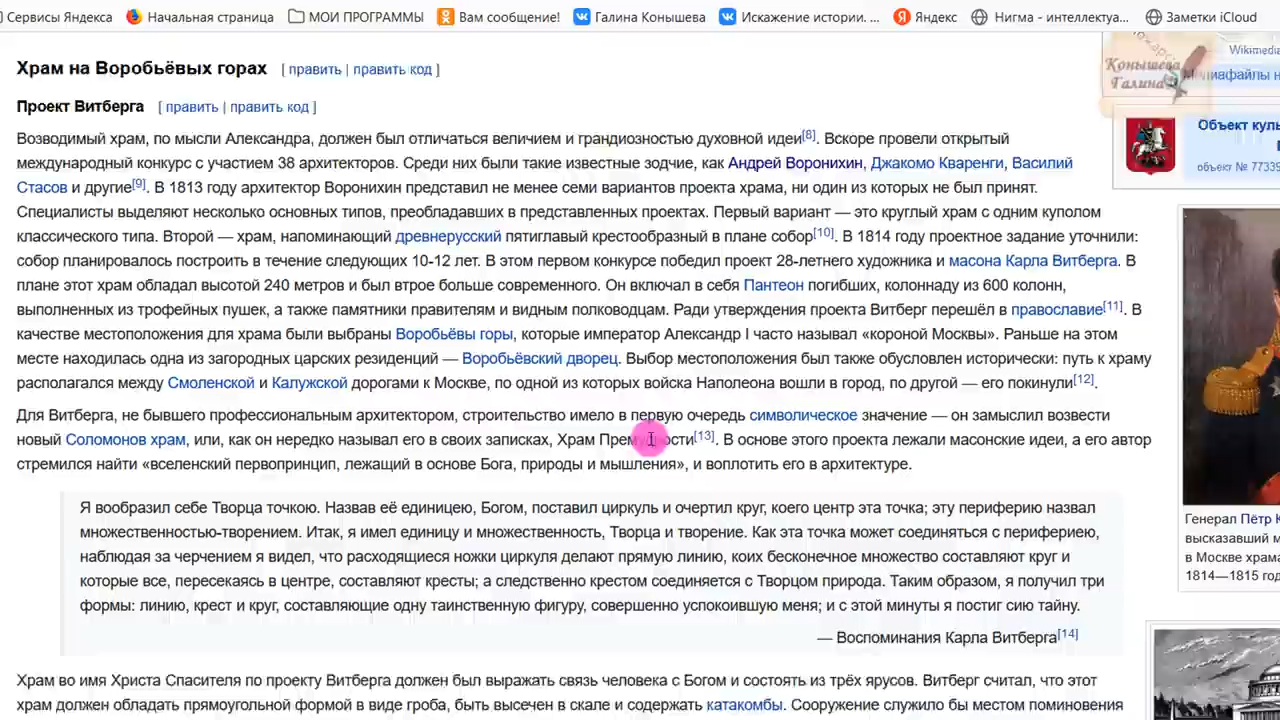 Сервисы Яндекса Начальная страница МОИ ПРОГРАММЫ Вам сообщение! Галина Конышева Искажение истории. ... Яндекс Нигма - интеллектуа... Заметки iCloud
Wikimedia
Конышева
Галина
Храм на Воробьёвых горах [ править | править код ]
Проект Витберга [ править | править код ]
Возводимый храм, по мысли Александра, должен был отличаться величием и грандиозностью духовной идеи[8]. Вскоре провели открытый
международный конкурс с участием 38 архитекторов. Среди них были такие известные зодчие, как Андрей Воронихин, Джакомо Кваренги, Василий
Стасов и другие[9]. В 1813 году архитектор Воронихин представил не менее семи вариантов проекта храма, ни один из которых не был принят.
Специалисты выделяют несколько основных типов, преобладавших в представленных проектах. Первый вариант — это круглый храм с одним куполом
классического типа. Второй — храм, напоминающий древнерусский пятиглавый крестообразный в плане собор[10]. В 1814 году проектное задание уточнили:
собор планировалось построить в течение следующих 10-12 лет. В этом первом конкурсе победил проект 28-летнего художника и масона Карла Витберга. В
плане этот храм обладал высотой 240 метров и был втрое больше современного. Он включал в себя Пантеон погибших, колоннаду из 600 колонн,
выполненных из трофейных пушек, а также памятники правителям и видным полководцам. Ради утверждения проекта Витберг перешёл в православие[11]. В
качестве местоположения для храма были выбраны Воробьёвы горы, которые император Александр I часто называл «короной Москвы». Раньше на этом
месте находилась одна из загородных царских резиденций — Воробьёвский дворец. Выбор местоположения был также обусловлен исторически: путь к храму
располагался между Смоленской и Калужской дорогами к Москве, по одной из которых войска Наполеона вошли в город, по другой — его покинули[12].
Для Витберга, не бывшего профессиональным архитектором, строительство имело в первую очередь символическое значение — он замыслил возвести
новый Соломонов храм, или, как он нередко называл его в своих записках, Храм Премудрости[13]. В основе этого проекта лежали масонские идеи, а его автор
стремился найти «вселенский первопринцип, лежащий в основе Бога, природы и мышления», и воплотить его в архитектуре.
Я вообразил себе Творца точкою. Назвав её единицею, Богом, поставил циркуль и очертил круг, коего центр эта точка; эту периферию назвал
множественностью-творением. Итак, я имел единицу и множественность, Творца и творение. Как эта точка может соединяться с периферией,
наблюдая за черчением я видел, что расходящиеся ножки циркуля делают прямую линию, коих бесконечное множество составляют круг и
которые все, пересекаясь в центре, составляют кресты; а следственно крестом соединяется с Творцом природа. Таким образом, я получил три
формы: линию, крест и круг, составляющие одну таинственную фигуру, совершенно успокоившую меня; и с этой минуты я постиг сию тайну.
— Воспоминания Карла Витберга[14]
Храм во имя Христа Спасителя по проекту Витберга должен был выражать связь человека с Богом и состоять из трёх ярусов. Витберг считал, что этот
храм должен обладать прямоугольной формой в виде гроба, быть высечен в скале и содержать катакомбы. Сооружение служило бы местом поминовения
Объект куль
объект № 77339
Генерал Пётр К
высказавший м
в Москве храма
1814—1815 год